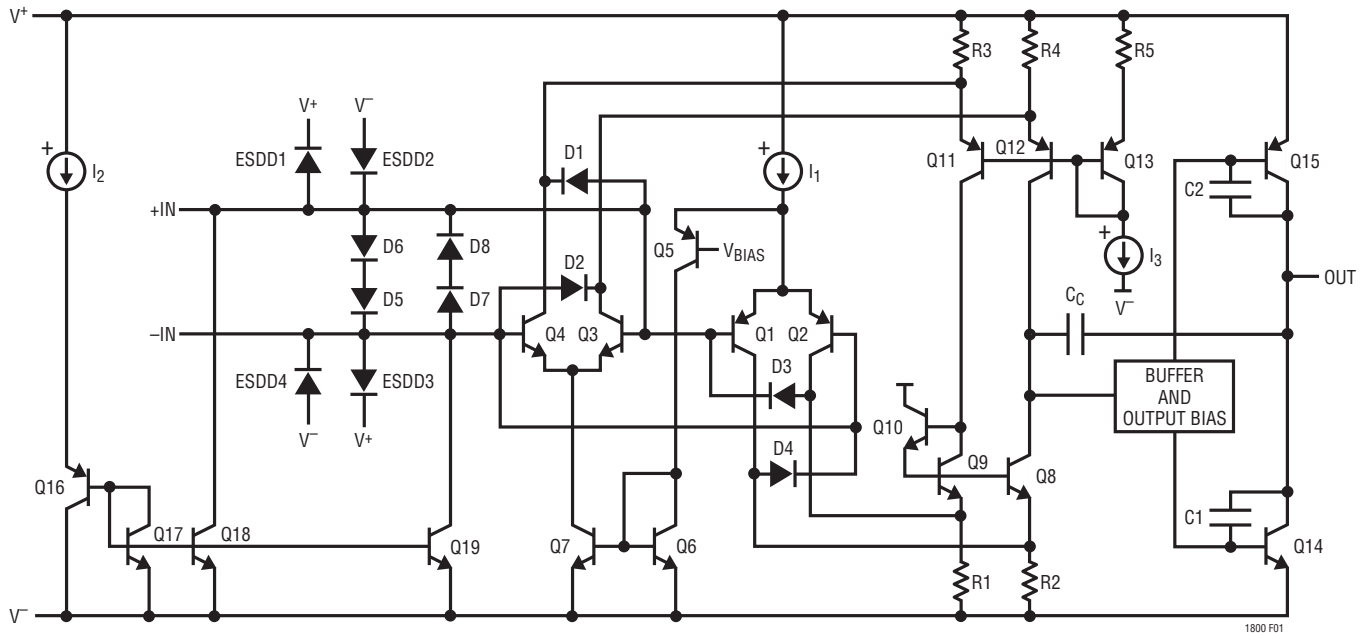 V+
R3
R4
R5
V+
V−
+
I2
ESDD1
ESDD2
D1
+
I1
Q11
Q12
Q13
Q15
C2
+IN
D6
D8
Q5
VBIAS
+
I3
V−
OUT
D2
D5
D7
−IN
Q4
Q3
Q1
Q2
CC
ESDD4
ESDD3
D3
BUFFER
AND
OUTPUT BIAS
V−
V+
Q10
D4
Q9
Q8
Q16
Q17
Q18
Q19
Q7
Q6
C1
Q14
R1
R2
V−
1800 F01